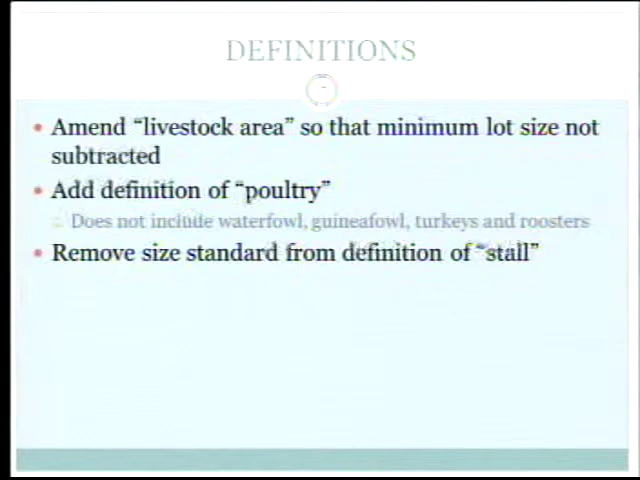 DEFINITIONS
• Amend “livestock area” so that minimum lot size not
subtracted
• Add definition of “poultry”
Does not include waterfowl, guineafowl, turkeys and roosters
• Remove size standard from definition of “stall”